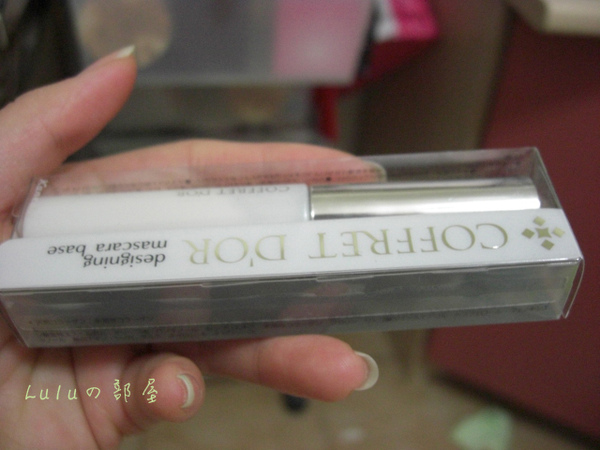 COFFRET D'OR
COFFRET D'OR
designing
mascara base
Luluの部屋